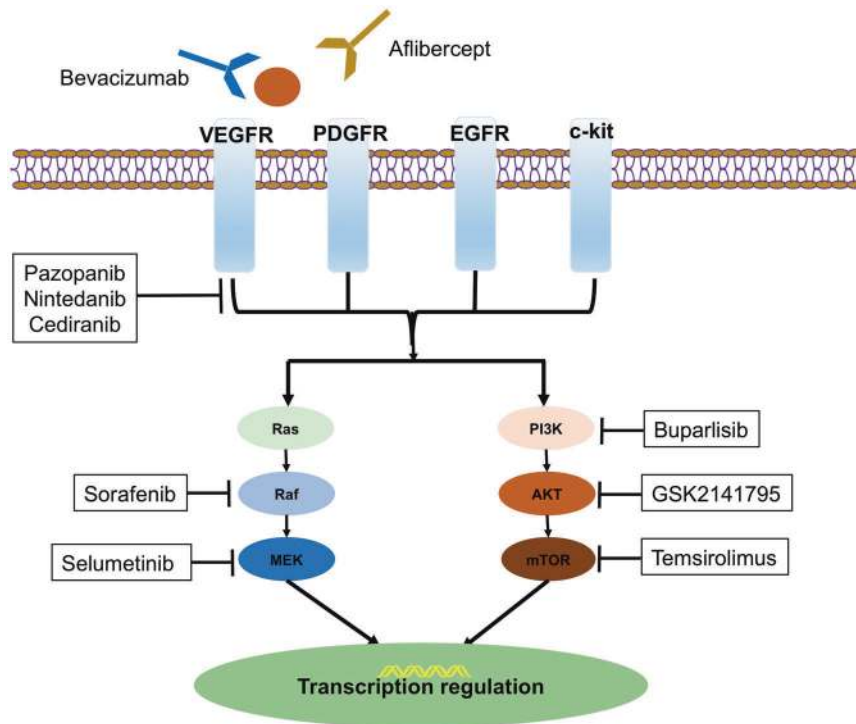 Aflibercept
Bevacizumab
VEGFR PDGFR EGFR c-kit
Pazopanib
Nintedanib
Cediranib
Ras PI3K Buparlisib
Sorafenib Raf AKT GSK2141795
Selumetinib MEK mTOR Temsirolimus
Transcription regulation